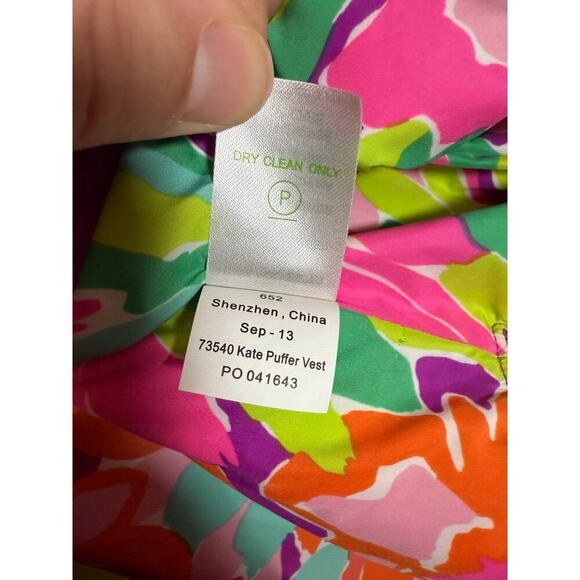 DRY CLEAN ONLY
P
652
Shenzhen, China
Sep - 13
73540 Kate Puffer Vest
PO 041643